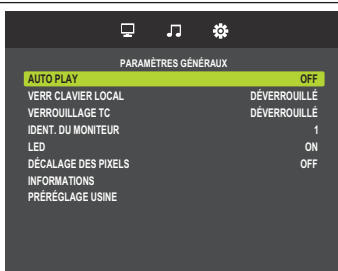 PARAMÈTRES GÉNÉRAUX
AUTO PLAY OFF
VERR CLAVIER LOCAL DÉVERROUILLÉ
VERROUILLAGE TC DÉVERROUILLÉ
IDENT. DU MONITEUR 1
LED ON
DÉCALAGE DES PIXELS OFF
INFORMATIONS
PRÉRÉGLAGE USINE